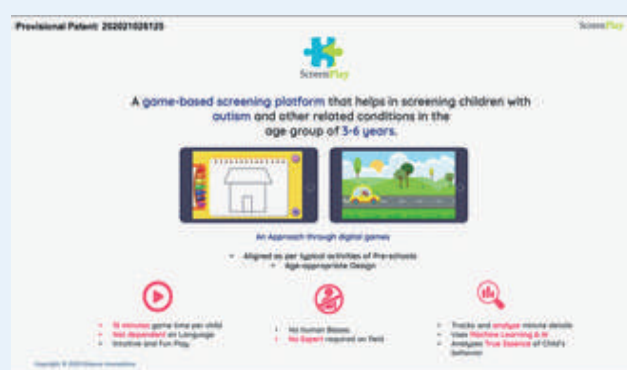 Provisional Patent: 202021026125
ScreenPlay
ScreenPlay
A game-based screening platform that helps in screening children with
autism and other related conditions in the
age group of 3-6 years.
An Approach through digital games
• Aligned as per typical activities of Pre-schools
• Age-appropriate Design
• 15 minutes game time per child
• Not dependent on Language
• Intuitive and Fun Play
• No Human Biases
• No Expert required on field
• Tracks and analyse minute details
• Uses Machine Learning & AI
• Analyses True Essence of Child's
behavior
Copyright © 2020